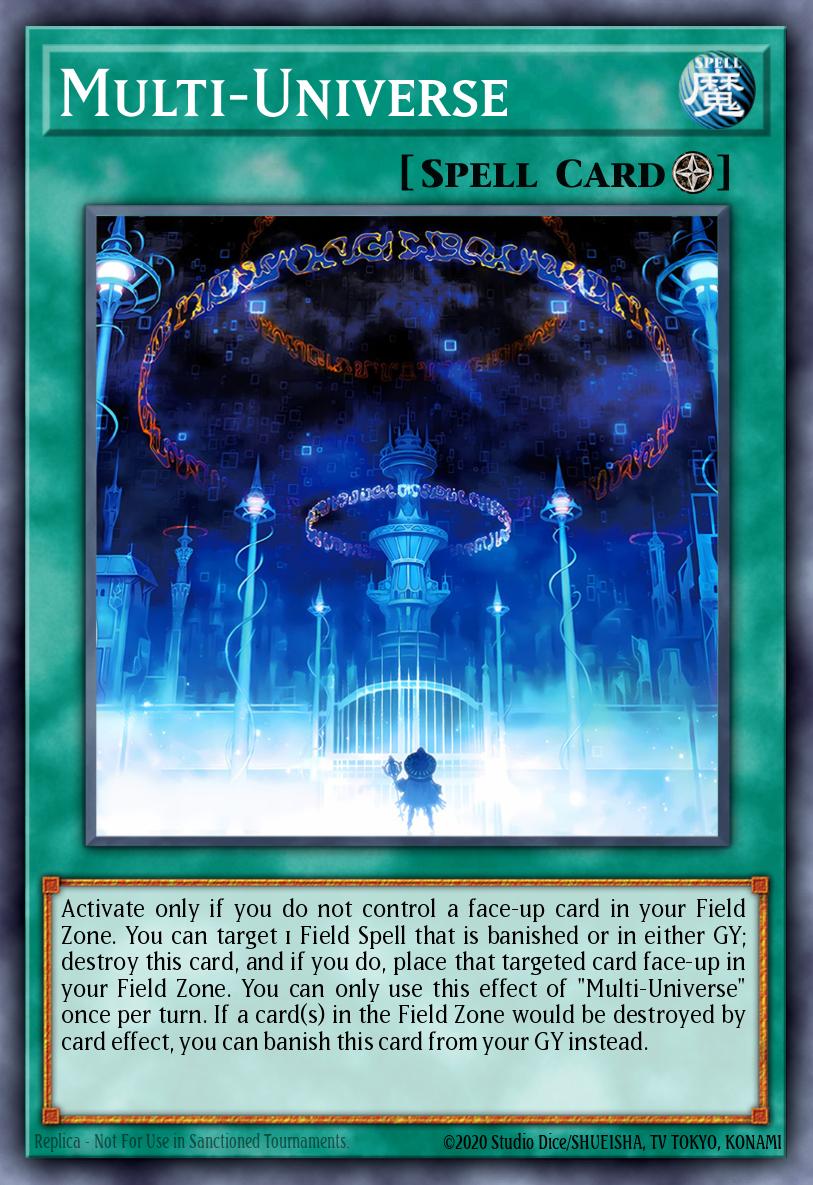 Multi-Universe
SPELL
魔
[Spell Card]
Activate only if you do not control a face-up card in your Field
Zone. You can target 1 Field Spell that is banished or in either GY;
destroy this card, and if you do, place that targeted card face-up in
your Field Zone. You can only use this effect of "Multi-Universe"
once per turn. If a card(s) in the Field Zone would be destroyed by
card effect, you can banish this card from your GY instead.
Replica - Not For Use in Sanctioned Tournaments.
©2020 Studio Dice/SHUEISHA, TV TOKYO, KONAMI